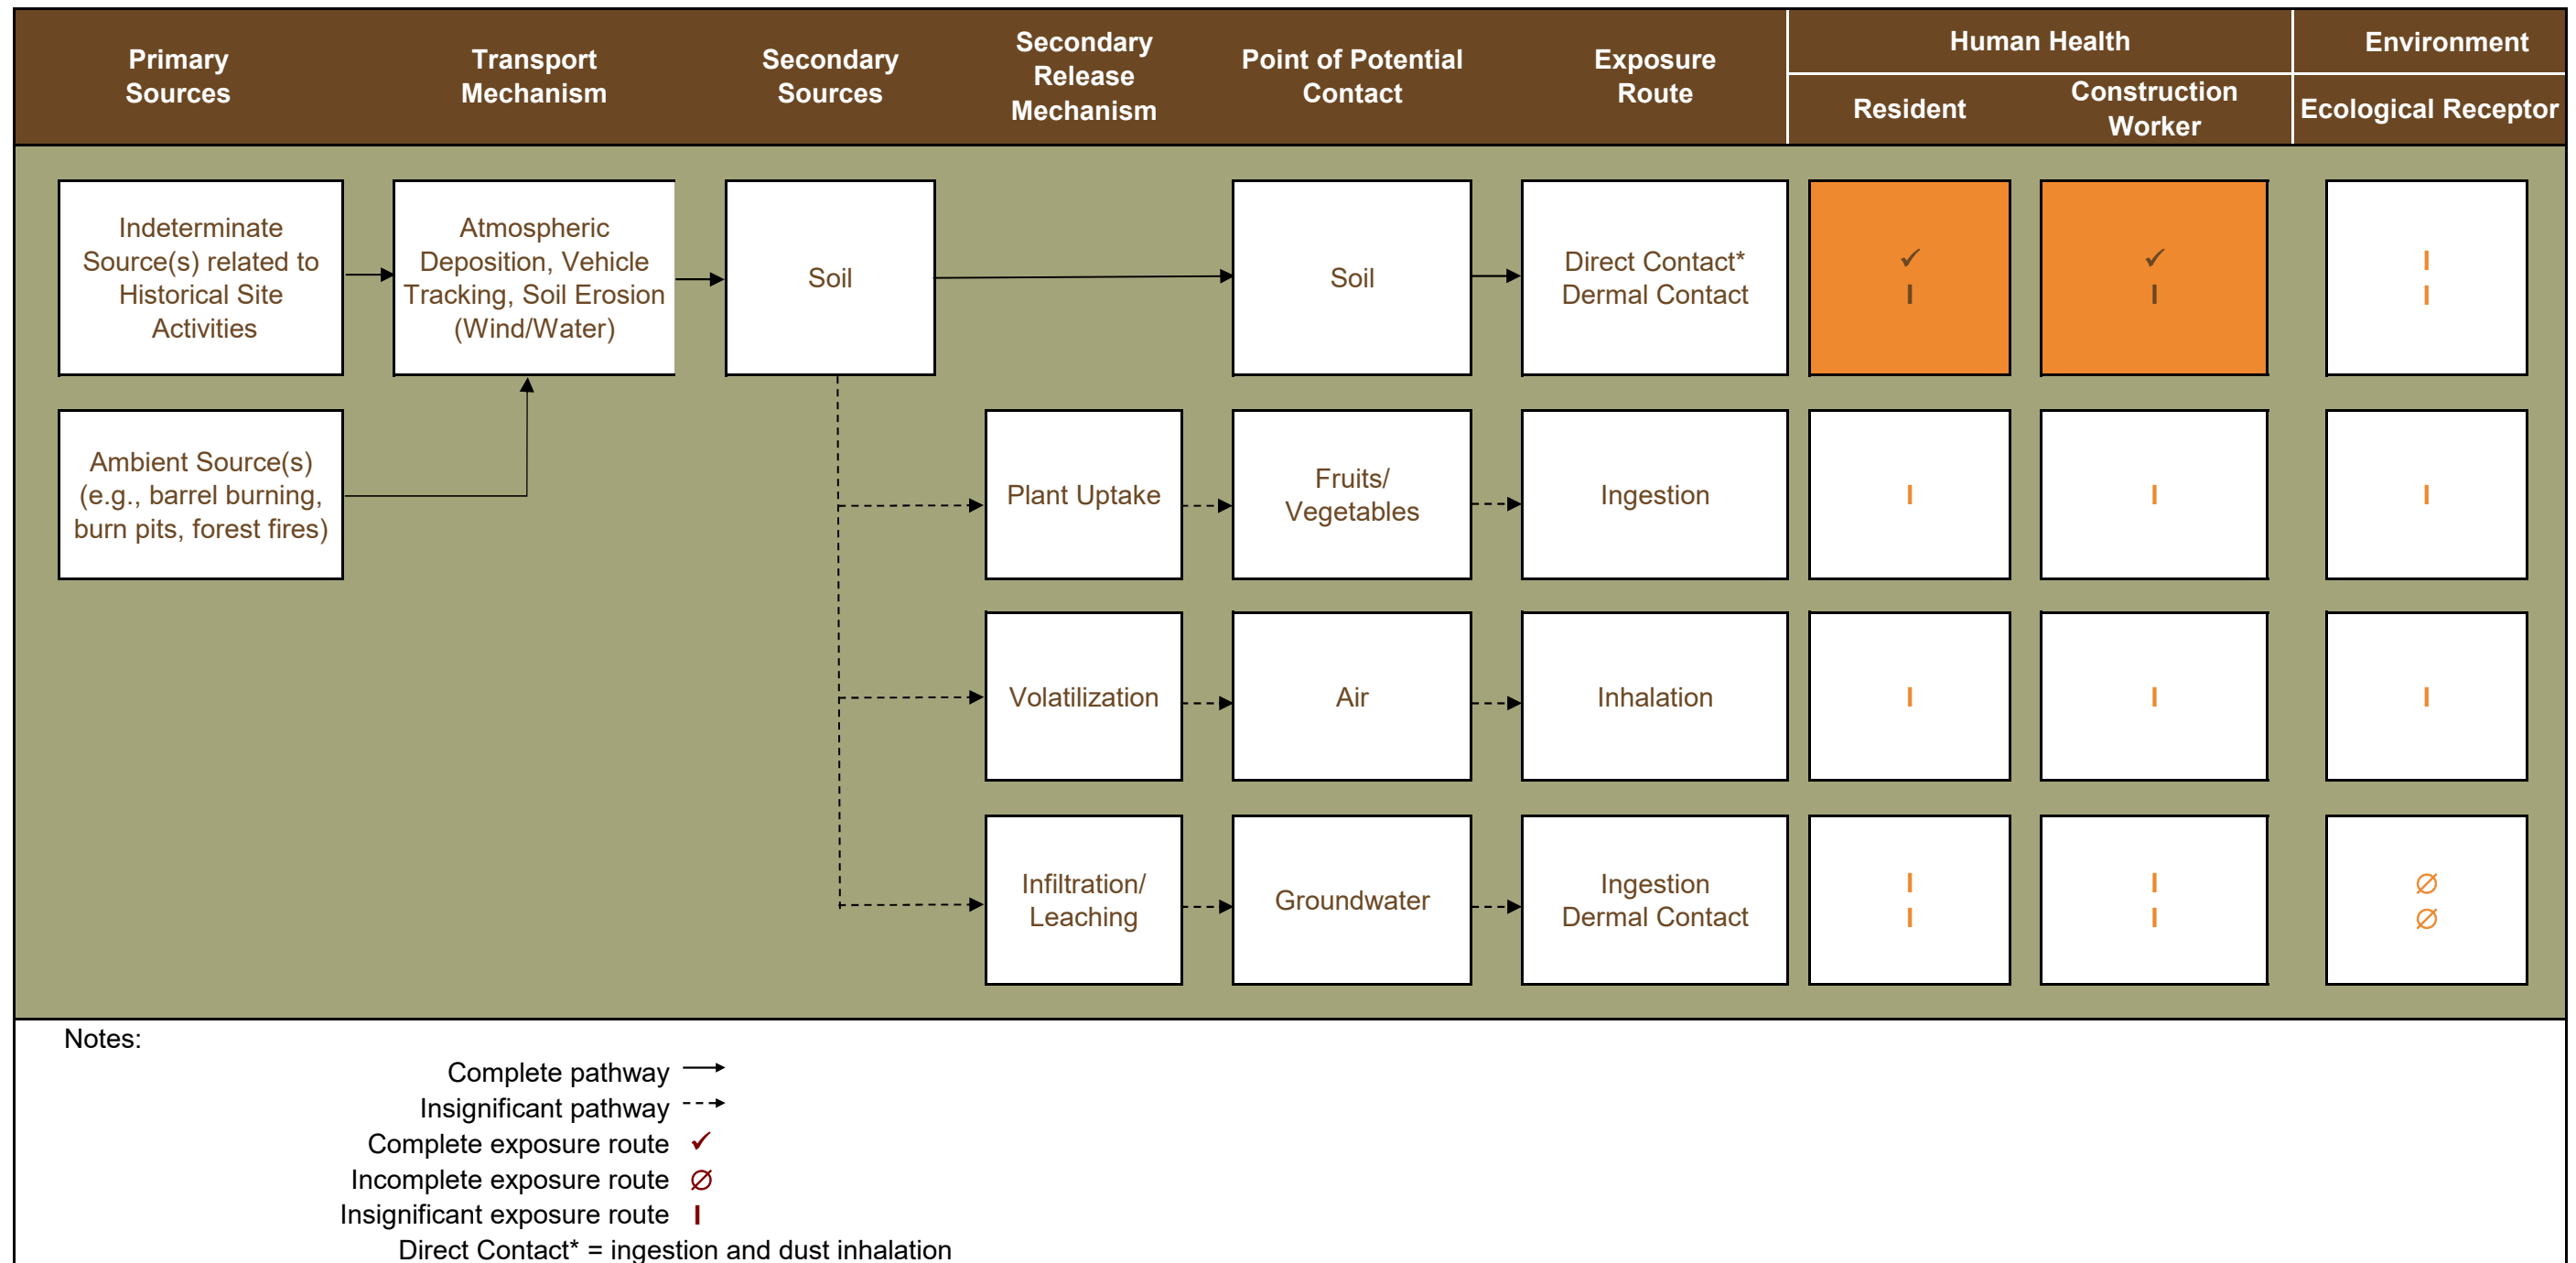 Primary
Sources
Transport
Mechanism
Secondary
Sources
Secondary
Release
Mechanism
Point of Potential
Contact
Exposure
Route
Human Health
Environment
Resident
Construction
Worker
Ecological Receptor
Indeterminate
Source(s) related to
Historical Site
Activities
Atmospheric
Deposition, Vehicle
Tracking, Soil Erosion
(Wind/Water)
Soil
Soil
Direct Contact*
Dermal Contact
✓
I
✓
I
I
I
Ambient Source(s)
(e.g., barrel burning,
burn pits, forest fires)
Plant Uptake
Fruits/
Vegetables
Ingestion
I
I
I
Volatilization
Air
Inhalation
I
I
I
Infiltration/
Leaching
Groundwater
Ingestion
Dermal Contact
I
I
I
I
∅
∅
Notes:
Complete pathway
Insignificant pathway
Complete exposure route ✓
Incomplete exposure route ∅
Insignificant exposure route I
Direct Contact* = ingestion and dust inhalation